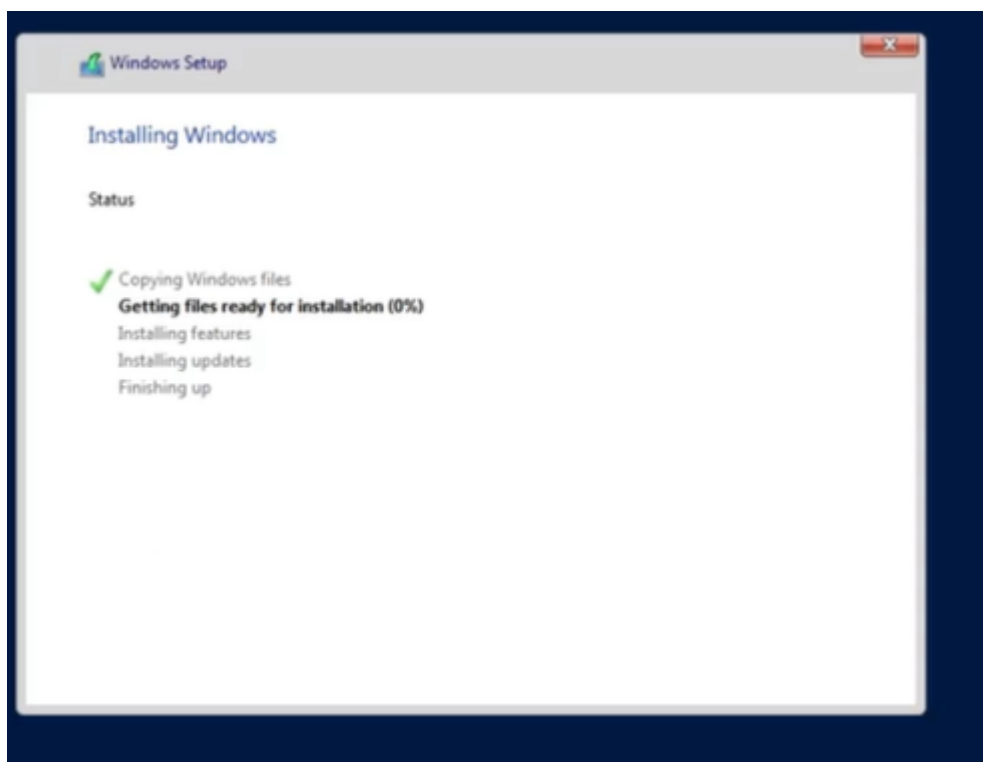 Windows Setup
Installing Windows
Status
Copying Windows files
Getting files ready for installation (0%)
Installing features
Installing updates
Finishing up